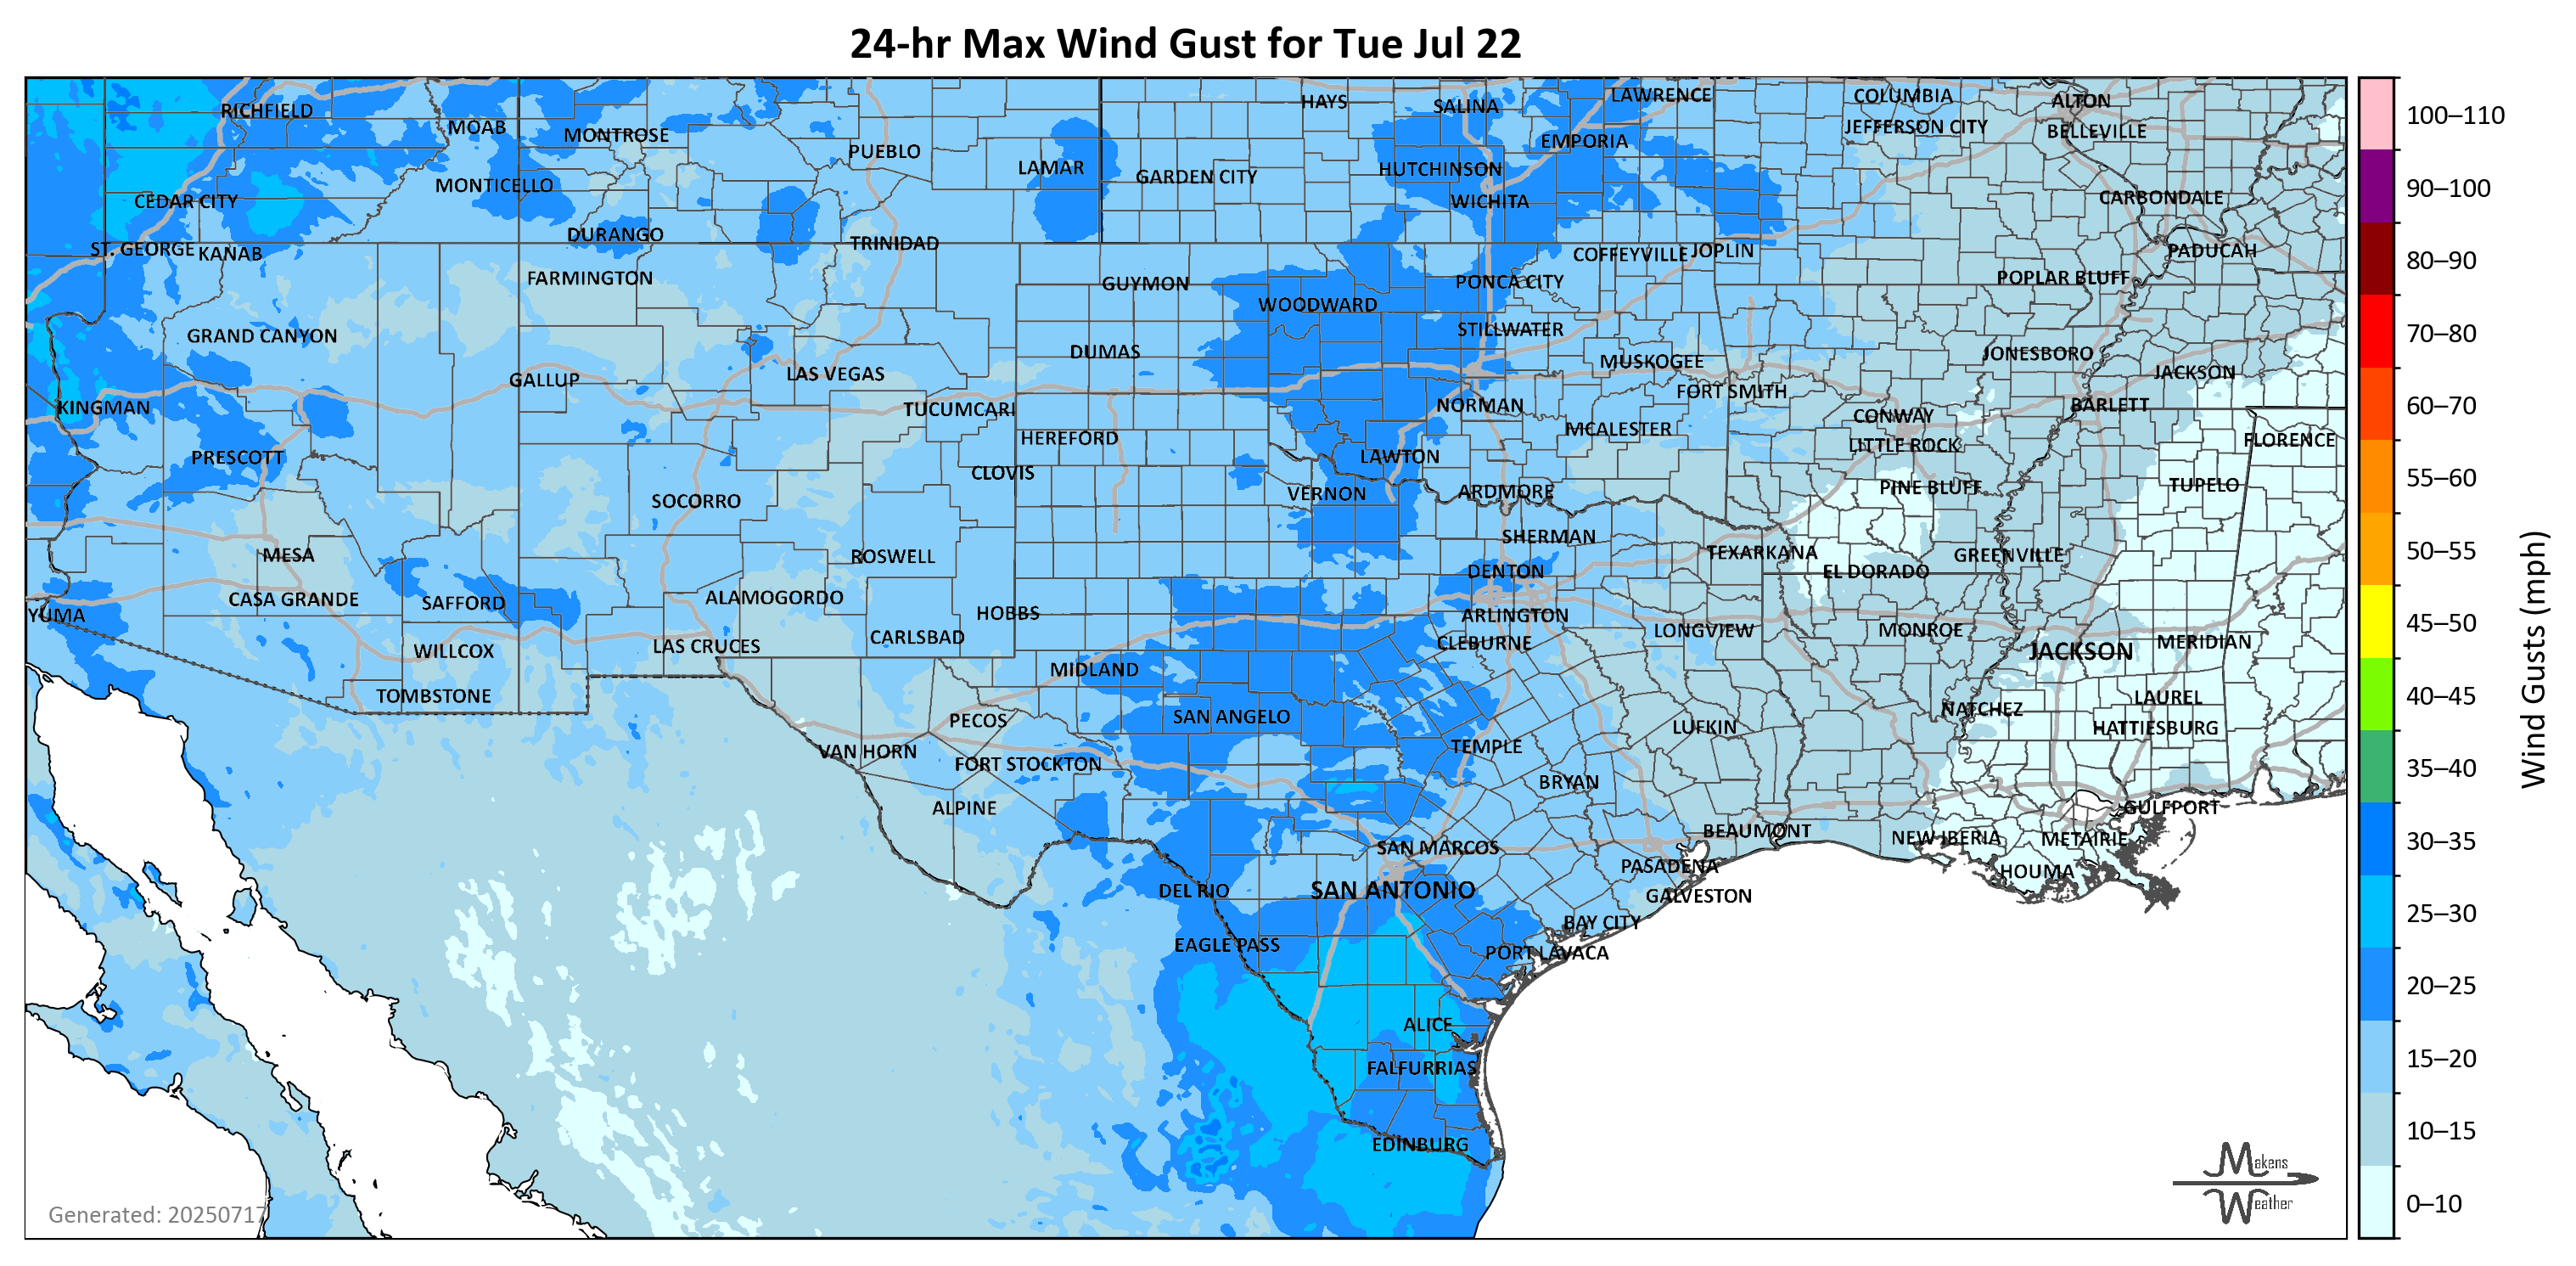 24-hr Max Wind Gust for Tue Jul 22
RICHFIELD
MOAB
MONTROSE
PUEBLO
LAMAR
HAYS
SALINA
LAWRENCE
COLUMBIA
ALTON
EMPORIA
JEFFERSON CITY
BELLEVILLE
MONTICELLO
GARDEN CITY
HUTCHINSON
CEDAR CITY
WICHITA
CARBONDALE
ST. GEORGE
KANAB
DURANGO
TRINIDAD
COFFEYVILLE
JOPLIN
PADUCAH
FARMINGTON
GUYMON
PONCA CITY
POPLAR BLUFF
WOODWARD
GRAND CANYON
STILLWATER
DUMAS
MUSKOGEE
JONESBORO
GALLUP
LAS VEGAS
FORT SMITH
JACKSON
KINGMAN
TUCUMCARI
NORMAN
CONWAY
BARLETT
HEREFORD
MCALESTER
LITTLE ROCK
FLORENCE
PRESCOTT
CLOVIS
LAWTON
SOCORRO
VERNON
ARDMORE
PINE BLUFF
TUPELO
MESA
ROSWELL
SHERMAN
TEXARKANA
GREENVILLE
DENTON
EL DORADO
CASA GRANDE
SAFFORD
ALAMOGORDO
YUMA
HOBBS
ARLINGTON
WILLCOX
LAS CRUCES
CARLSBAD
CLEBURNE
LONGVIEW
MONROE
JACKSON
MERIDIAN
MIDLAND
TOMBSTONE
PECOS
SAN ANGELO
NATCHEZ
LAUREL
VAN HORN
FORT STOCKTON
TEMPLE
LUFKIN
HATTIESBURG
ALPINE
BRYAN
GULFPORT
SAN MARCOS
BEAUMONT
NEW IBERIA
METAIRIE
DEL RIO
SAN ANTONIO
PASADENA
HOUMA
GALVESTON
EAGLE PASS
BAY CITY
PORT LAVACA
ALICE
FALFURRIAS
EDINBURG
Generated: 20250717
Makens
Weather
100–110
90–100
80–90
70–80
60–70
55–60
50–55
45–50
40–45
35–40
30–35
25–30
20–25
15–20
10–15
0–10
Wind Gusts (mph)